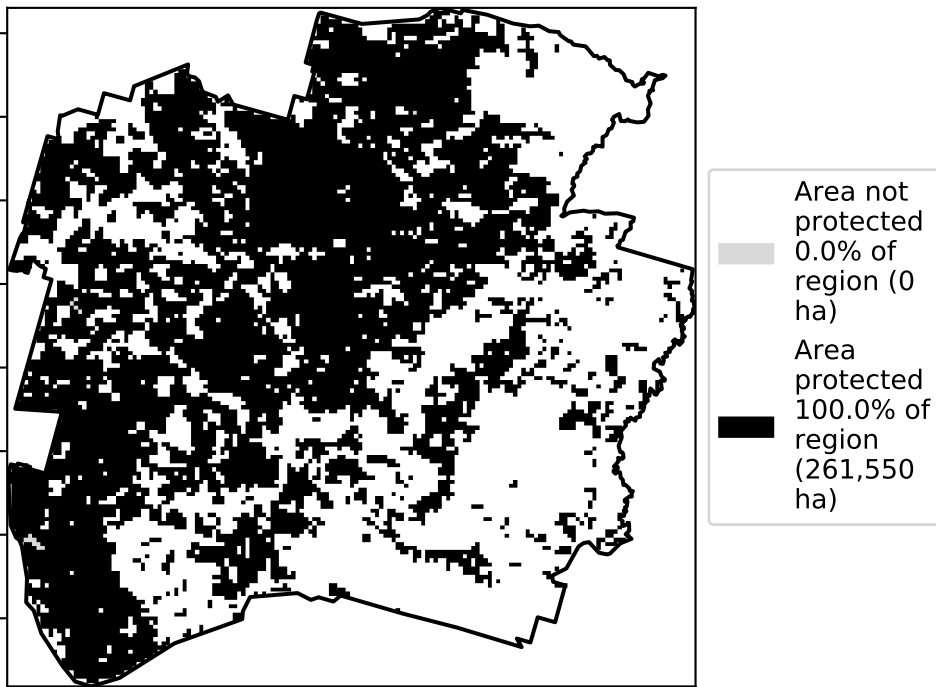 Area not
protected
0.0% of
region (0
ha)
Area
protected
100.0% of
region
(261,550
ha)